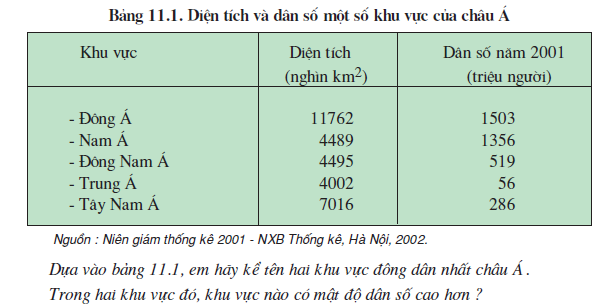 Bảng 11.1. Diện tích và dân số một số khu vực của châu Á
Khu vực Diện tích (nghìn km2) Dân số năm 2001 (triệu người)
- Đông Á 11762 1503
- Nam Á 4489 1356
- Đông Nam Á 4495 519
- Trung Á 4002 56
- Tây Nam Á 7016 286
Nguồn : Niên giám thống kê 2001 - NXB Thống kê, Hà Nội, 2002.
Dựa vào bảng 11.1, em hãy kể tên hai khu vực đông dân nhất châu Á .
Trong hai khu vực đó, khu vực nào có mật độ dân số cao hơn ?